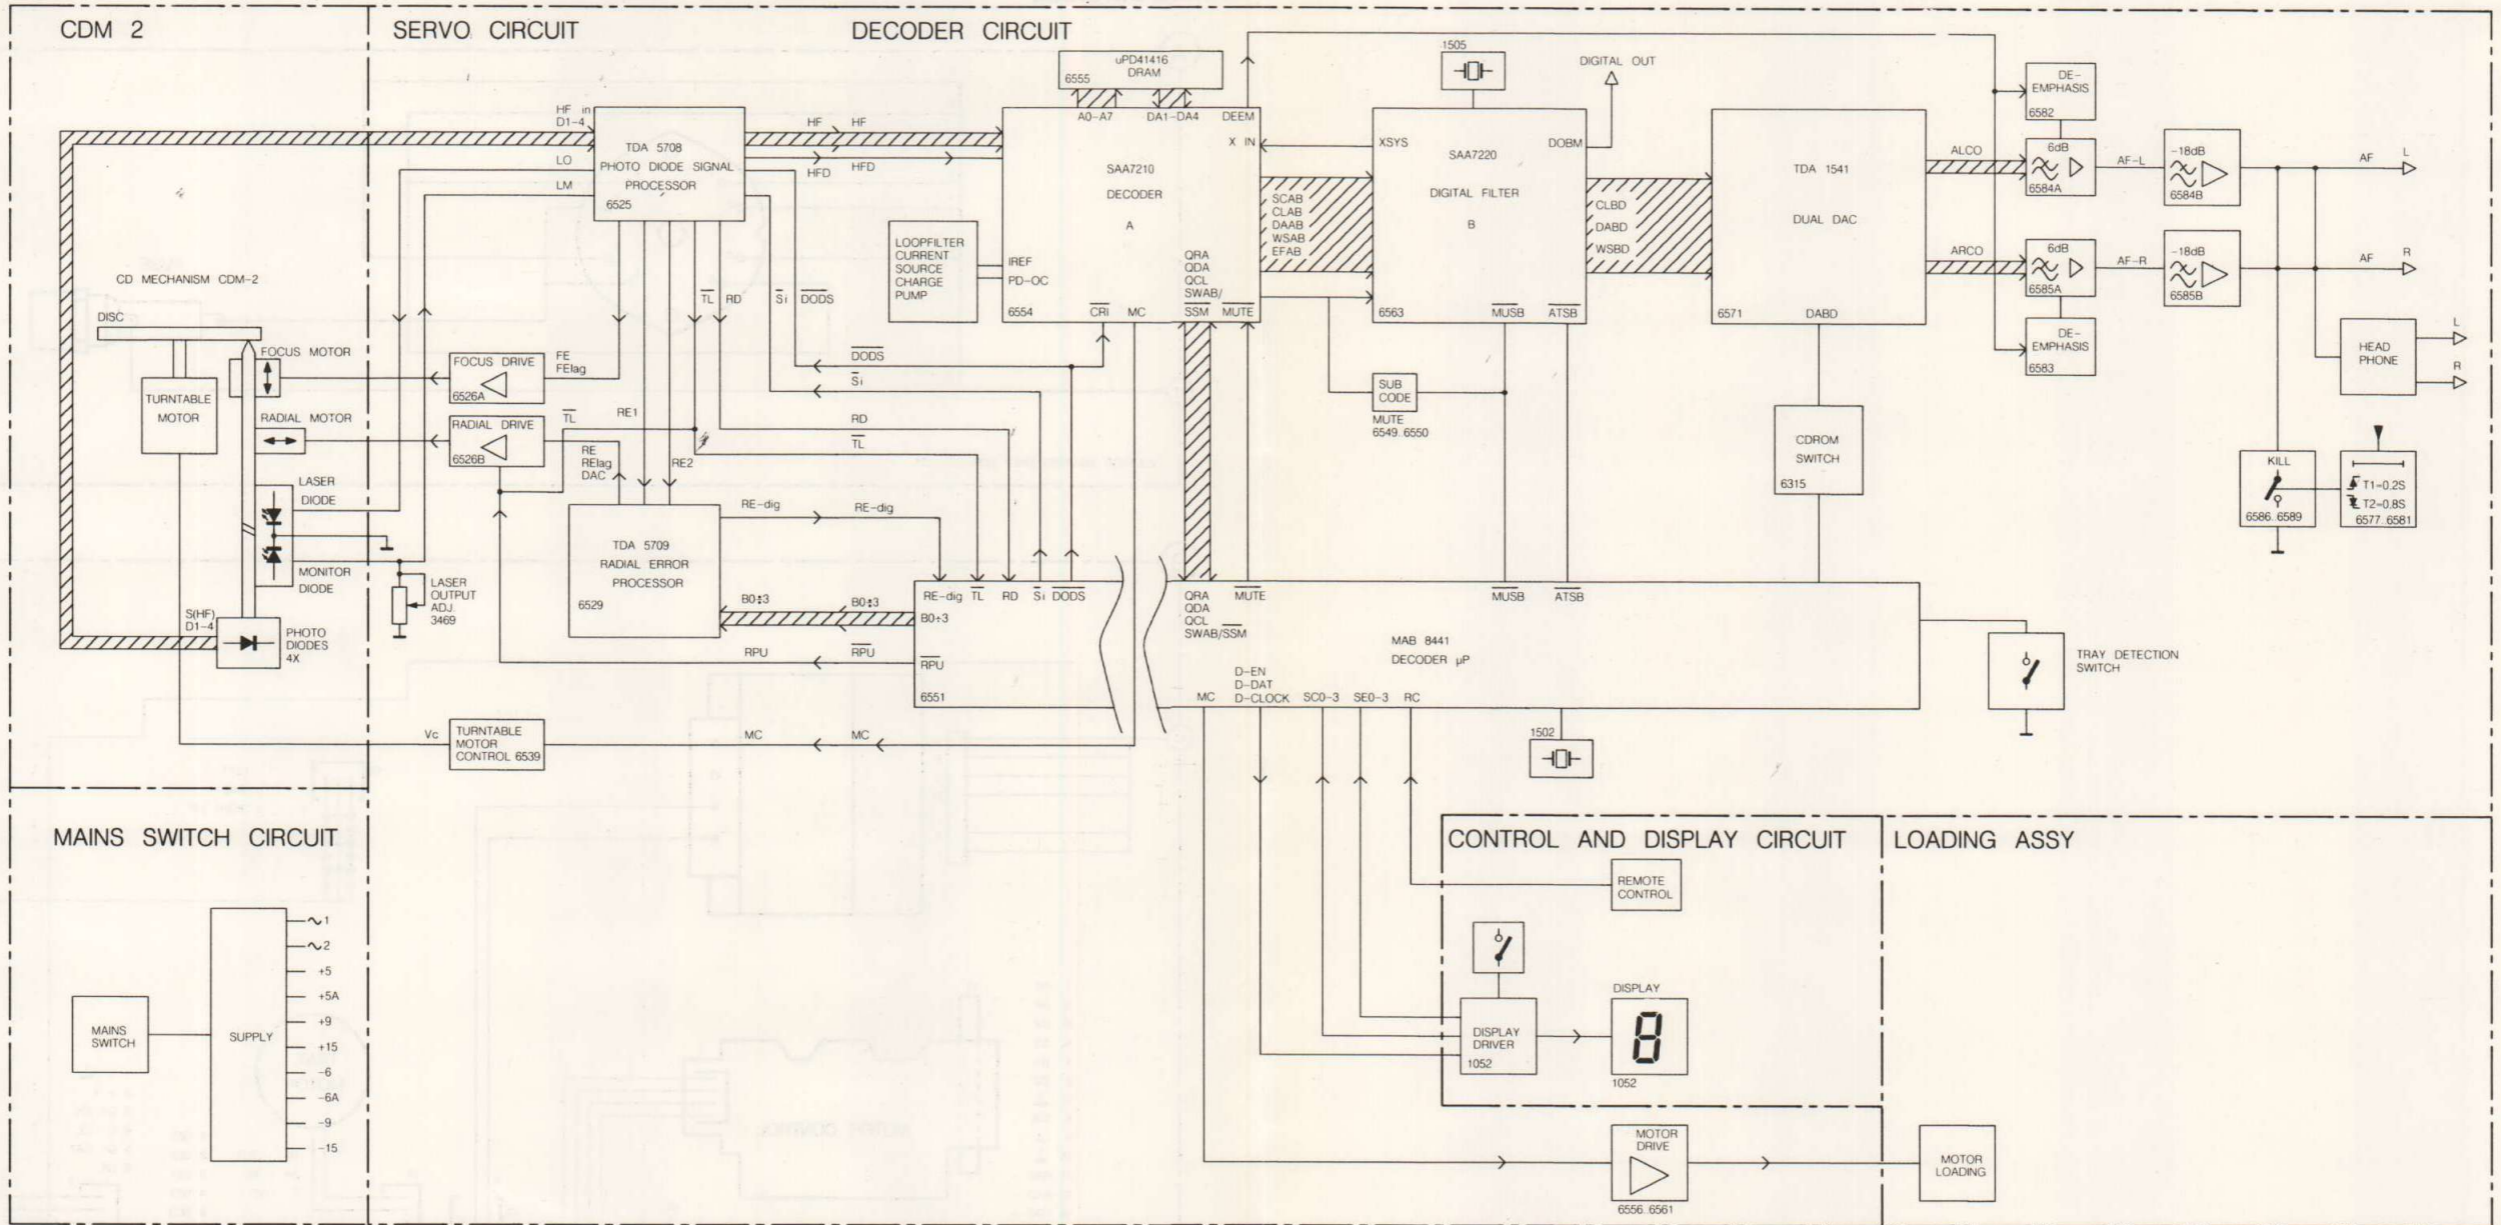 CDM 2
SERVO CIRCUIT
DECODER CIRCUIT
HF in
D1-4
LO
LM
TDA 5708
PHOTO DIODE SIGNAL
PROCESSOR
6525
HF HF
HFD HFD
uPD41416
DRAM
6555
A0-A7 DA1-DA4 DEEM
X IN
SAA7210
DECODER
A
IREF
PD-OC
QRA
QDA
QCL
SWAB/
SSM MUTE
CRI MC
6554
LOOPFILTER
CURRENT
SOURCE
CHARGE
PUMP
SCAB
CLAB
DAAB
WSAB
EFAB
1505
DIGITAL OUT
XSYS DOBM
SAA7220
DIGITAL FILTER
B
6563 MUSB ATSB
CLBD
DABD
WSBD
TDA 1541
DUAL DAC
6571 DABD
ALCO
ARCO
DE-
EMPHASIS
6582
6dB
6584A
AF-L
-18dB
6584B
AF L
6dB
6585A
AF-R
-18dB
6585B
AF R
DE-
EMPHASIS
6583
HEAD
PHONE
L
R
KILL
6586..6589
T1=0.2S
T2=0.8S
6577..6581
SUB
CODE
MUTE
6549..6550
CDROM
SWITCH
6315
CD MECHANISM CDM-2
DISC
FOCUS MOTOR
TURNTABLE
MOTOR
RADIAL MOTOR
LASER
DIODE
MONITOR
DIODE
S(HF)
D1-4
PHOTO
DIODES
4X
LASER
OUTPUT
ADJ.
3469
FOCUS DRIVE
6526A
FE
FElag
RADIAL DRIVE
6526B
TL
RE
RElag
DAC
RE1
RE2
TL RD Si DODS
DODS
Si
RD
TL
TDA 5709
RADIAL ERROR
PROCESSOR
6529
RE-dig RE-dig
B0÷3 B0÷3
RPU RPU
RE-dig TL RD Si DODS
B0÷3
RPU
6551
QRA
QDA
QCL
SWAB/SSM
MUTE
MUSB ATSB
MAB 8441
DECODER µP
MC
D-EN
D-DAT
D-CLOCK
SC0-3 SE0-3 RC
TRAY DETECTION
SWITCH
1502
Vc
TURNTABLE
MOTOR
CONTROL 6539
MC MC
MAINS SWITCH CIRCUIT
MAINS
SWITCH
SUPPLY
~1
~2
+5
+5A
+9
+15
-6
-6A
-9
-15
CONTROL AND DISPLAY CIRCUIT
REMOTE
CONTROL
DISPLAY
DRIVER
1052
DISPLAY
8
1052
LOADING ASSY
MOTOR
DRIVE
6556..6561
MOTOR
LOADING